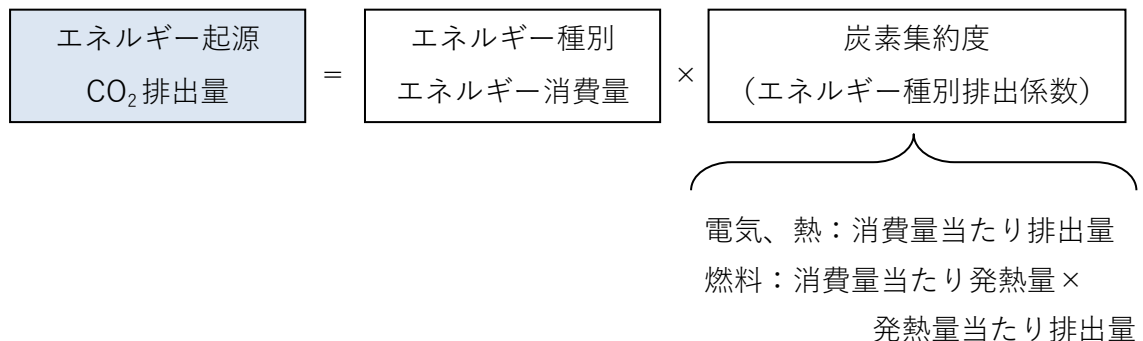 エネルギー起源
CO₂排出量
=
エネルギー種別
エネルギー消費量
×
炭素集約度
（エネルギー種別排出係数）
電気、熱：消費量当たり排出量
燃料：消費量当たり発熱量×
発熱量当たり排出量